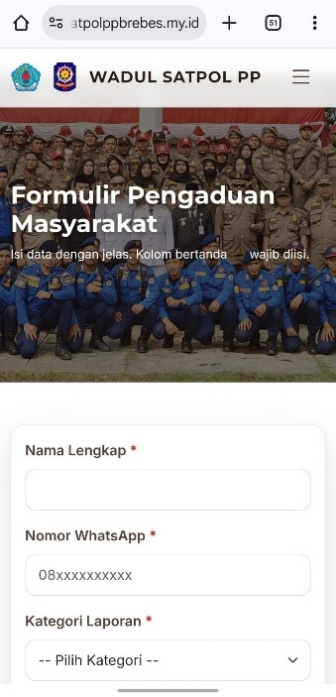 atpolppbrebes.my.id
51
WADUL SATPOL PP
Formulir Pengaduan
Masyarakat
Isi data dengan jelas. Kolom bertanda wajib diisi.
Nama Lengkap *
Nomor WhatsApp *
08xxxxxxxxxx
Kategori Laporan *
-- Pilih Kategori --